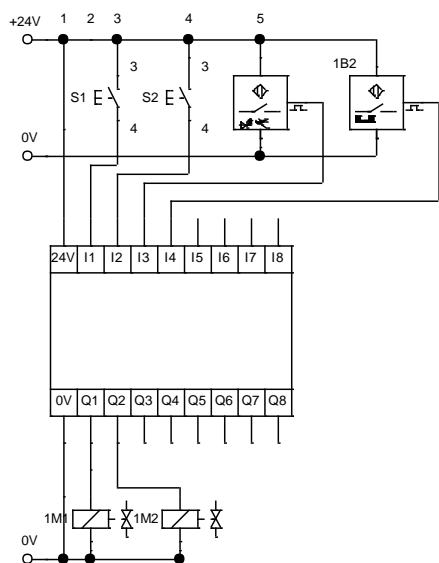 +24V 1 2 3 4 5
1B2
3 3
S1 S2
4 4
0V
24V I1 I2 I3 I4 I5 I6 I7 I8
0V Q1 Q2 Q3 Q4 Q5 Q6 Q7 Q8
1M1 1M2
0V